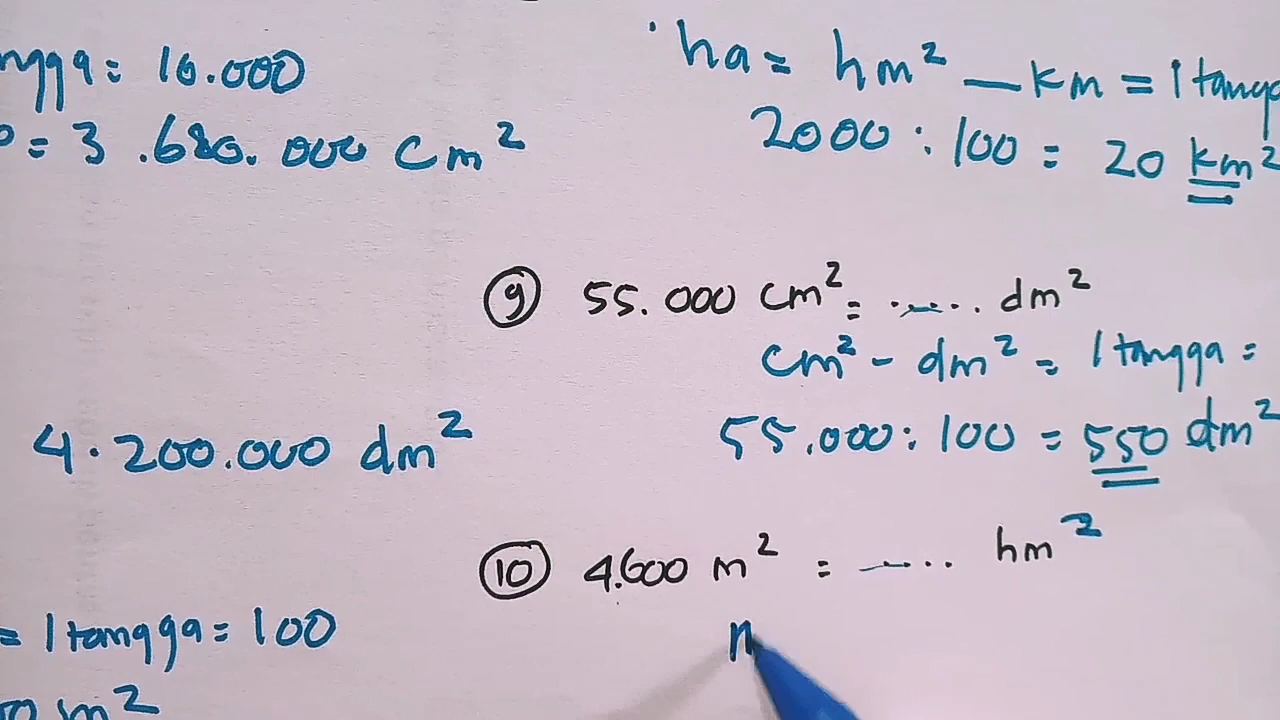 ngga = 10.000
= 3 .680. 000 cm²
4.200.000 dm²
= 1 tangga = 100
m²
ha = hm² - km = 1 tangg
2000 : 100 = 20 km²
9 55.000 cm² = ...... dm²
cm² - dm² = 1 tangga =
55.000 : 100 = 550 dm²
10 4.600 m² = ...... hm²